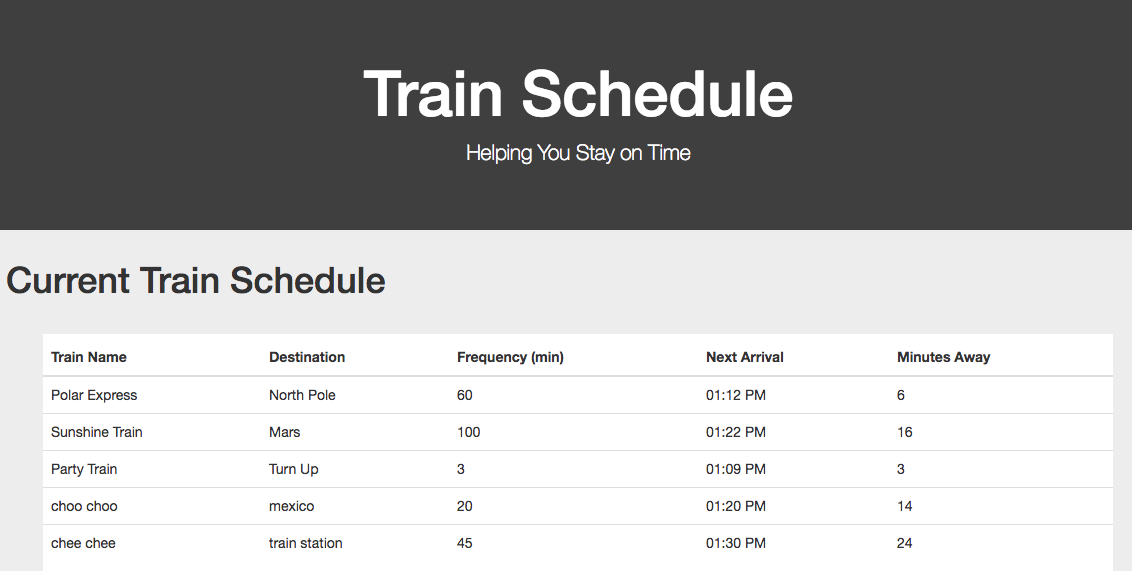 Train Schedule
Helping You Stay on Time
Current Train Schedule
Train Name Destination Frequency (min) Next Arrival Minutes Away
Polar Express North Pole 60 01:12 PM 6
Sunshine Train Mars 100 01:22 PM 16
Party Train Turn Up 3 01:09 PM 3
choo choo mexico 20 01:20 PM 14
chee chee train station 45 01:30 PM 24